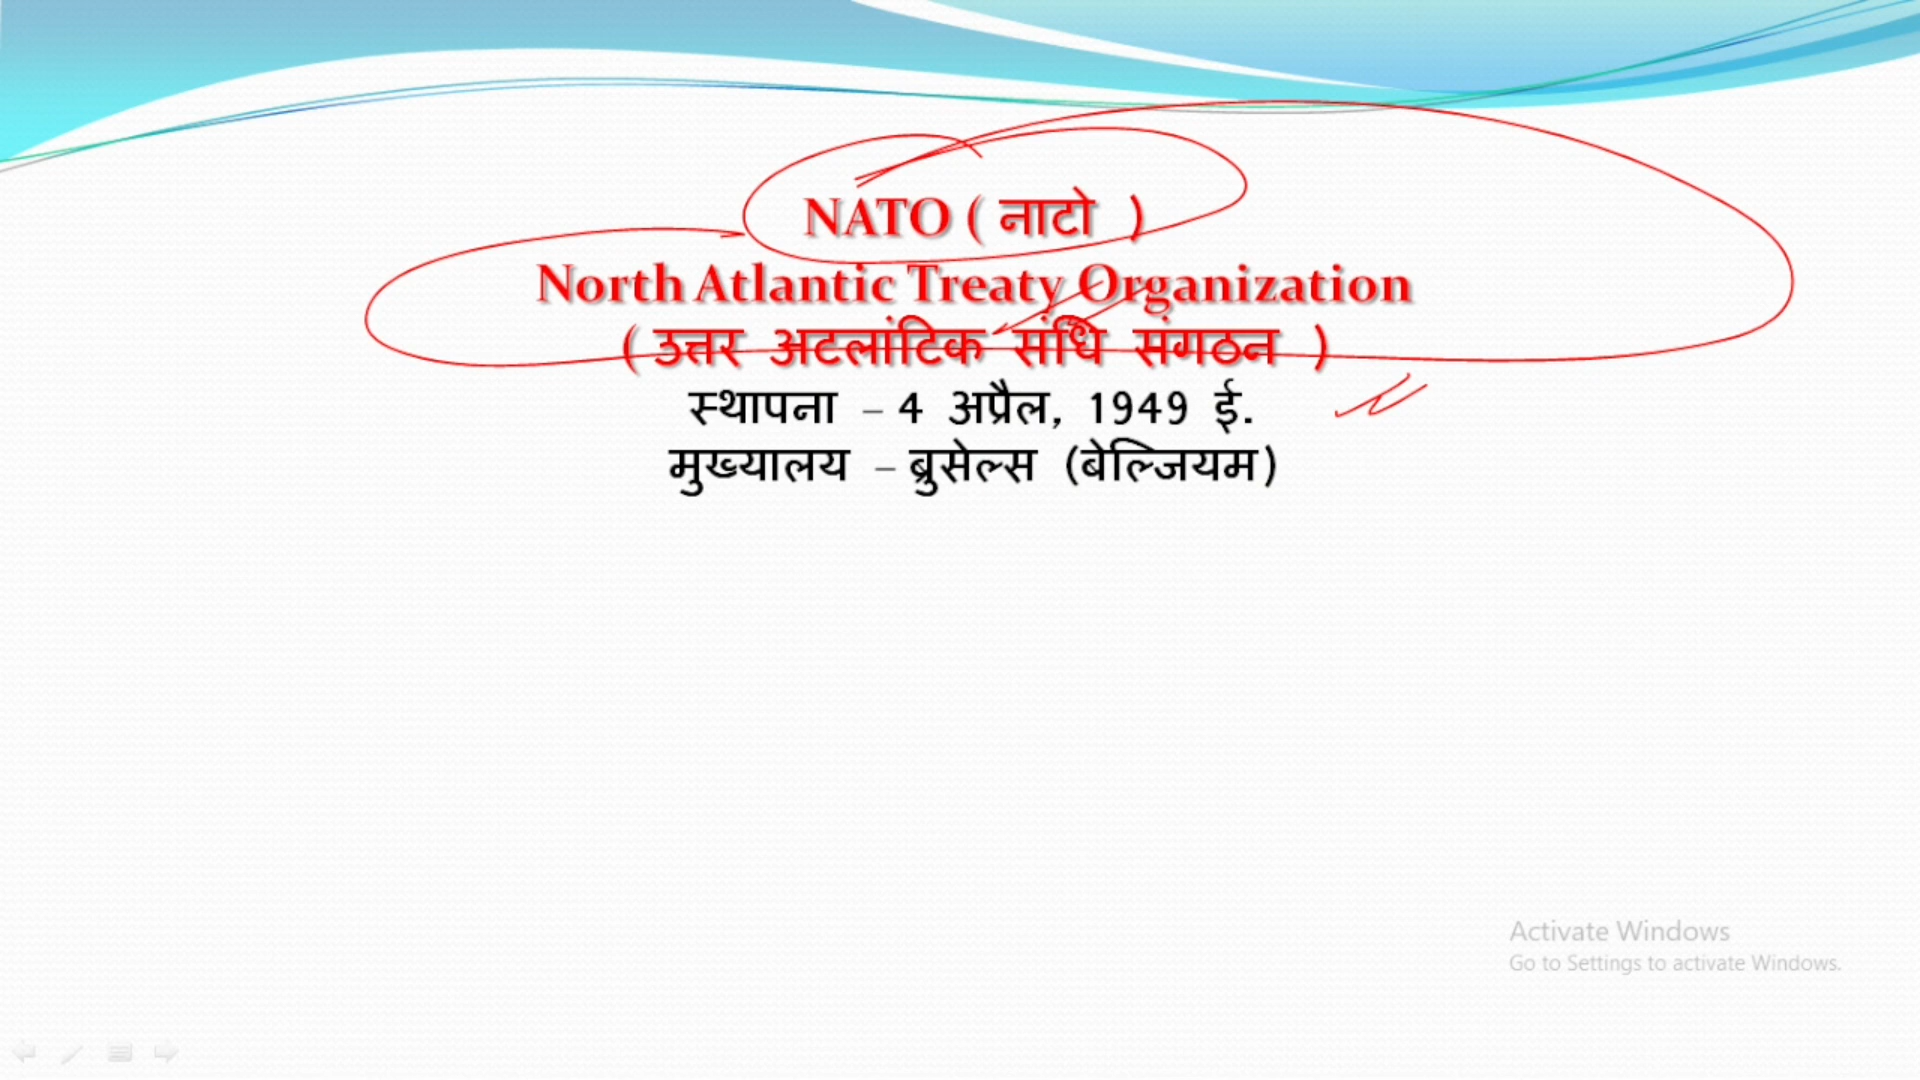 NATO ( नाटो )
North Atlantic Treaty Organization
( उत्तर अटलांटिक संधि संगठन )
स्थापना – 4 अप्रैल, 1949 ई.
मुख्यालय – ब्रुसेल्स (बेल्जियम)
Activate Windows
Go to Settings to activate Windows.